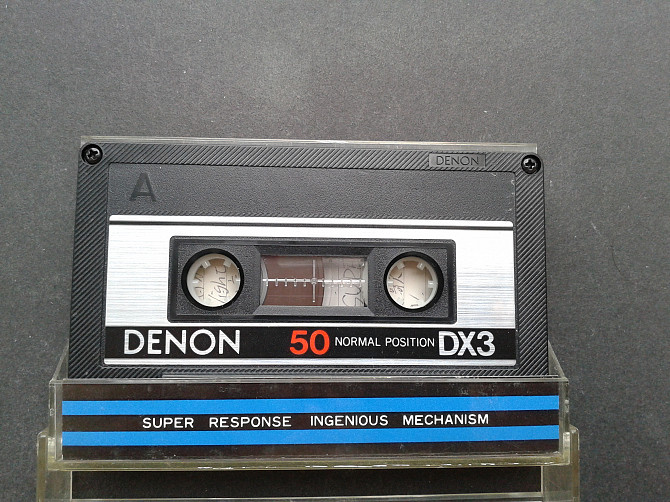 DENON
A
DENON 50 NORMAL POSITION DX3
SUPER RESPONSE INGENIOUS MECHANISM